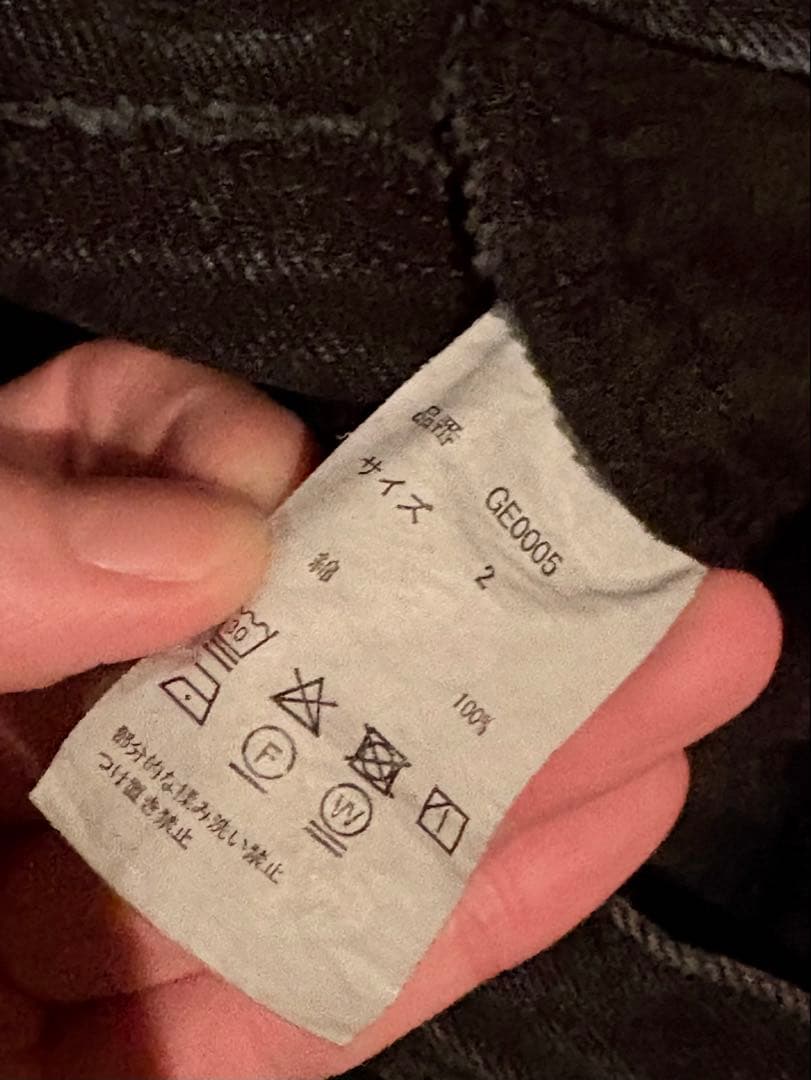 品番 GE0005
サイズ 2
綿 100%
30
F W
部分的な揉み洗い禁止
つけ置き禁止